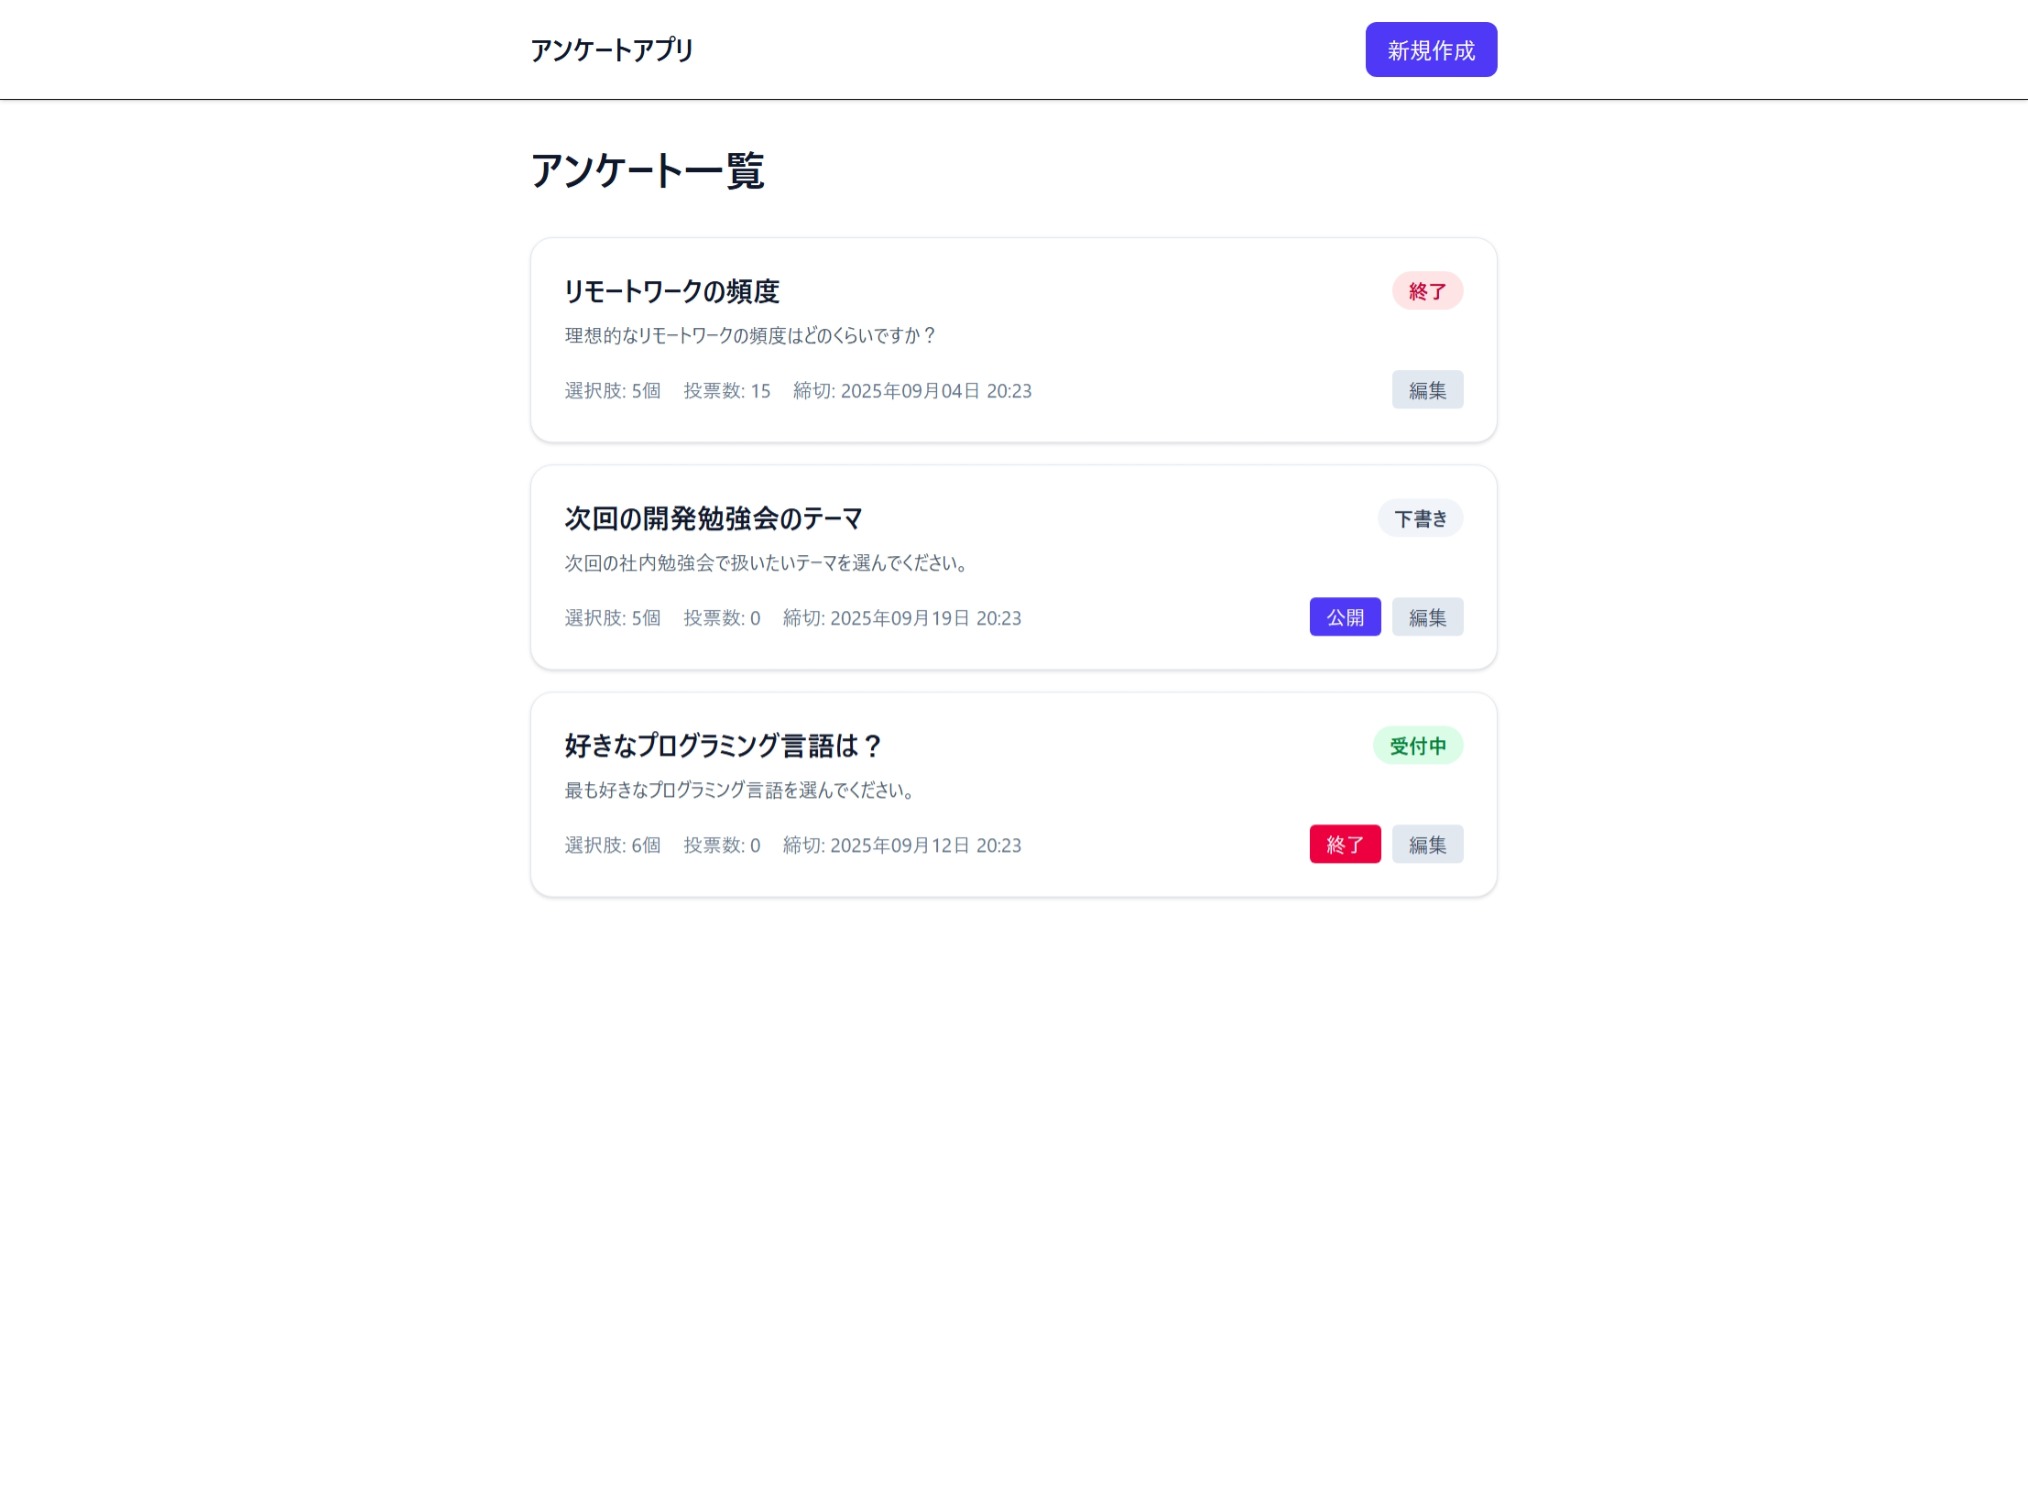 アンケートアプリ
新規作成
アンケート一覧
リモートワークの頻度
終了
理想的なリモートワークの頻度はどのくらいですか？
選択肢: 5個 投票数: 15 締切: 2025年09月04日 20:23
編集
次回の開発勉強会のテーマ
下書き
次回の社内勉強会で扱いたいテーマを選んでください。
選択肢: 5個 投票数: 0 締切: 2025年09月19日 20:23
公開 編集
好きなプログラミング言語は？
受付中
最も好きなプログラミング言語を選んでください。
選択肢: 6個 投票数: 0 締切: 2025年09月12日 20:23
終了 編集